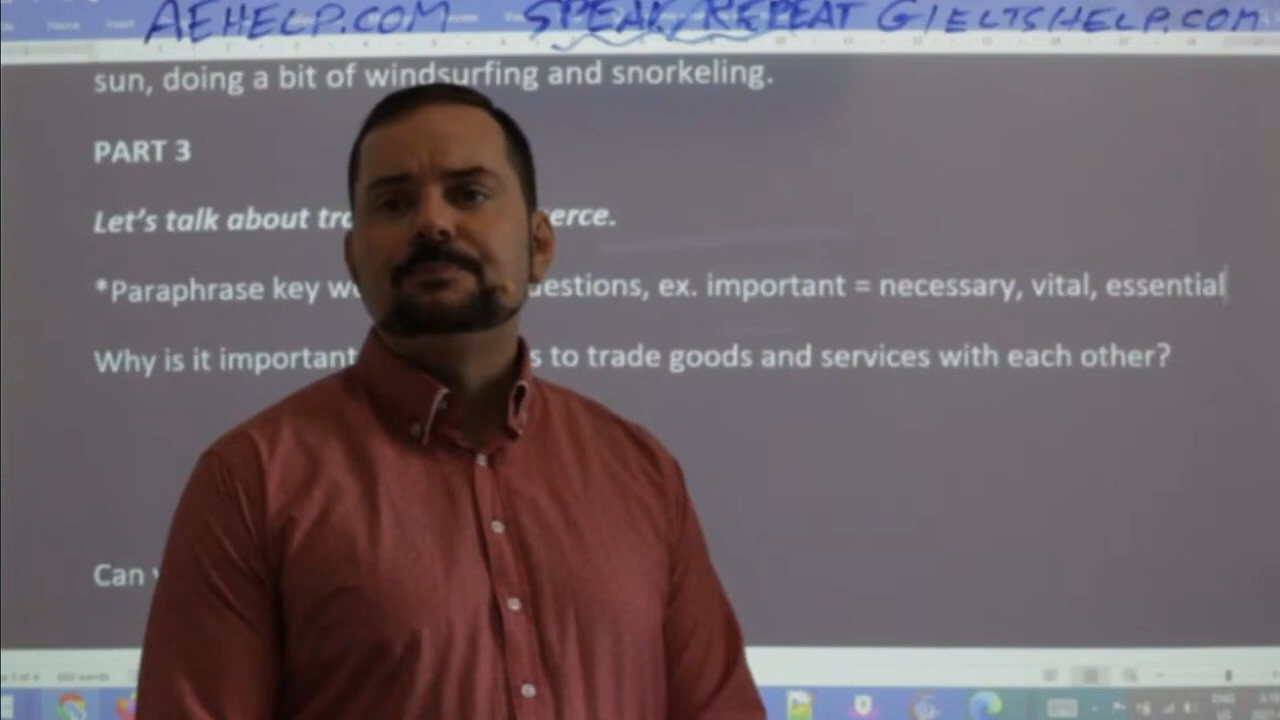 AEHELP.COM SPEAK, REPEAT GIELTSHELP.COM
sun, doing a bit of windsurfing and snorkeling.
PART 3
Let's talk about tra erce.
*Paraphrase key w uestions, ex. important = necessary, vital, essential
Why is it important s to trade goods and services with each other?
Can